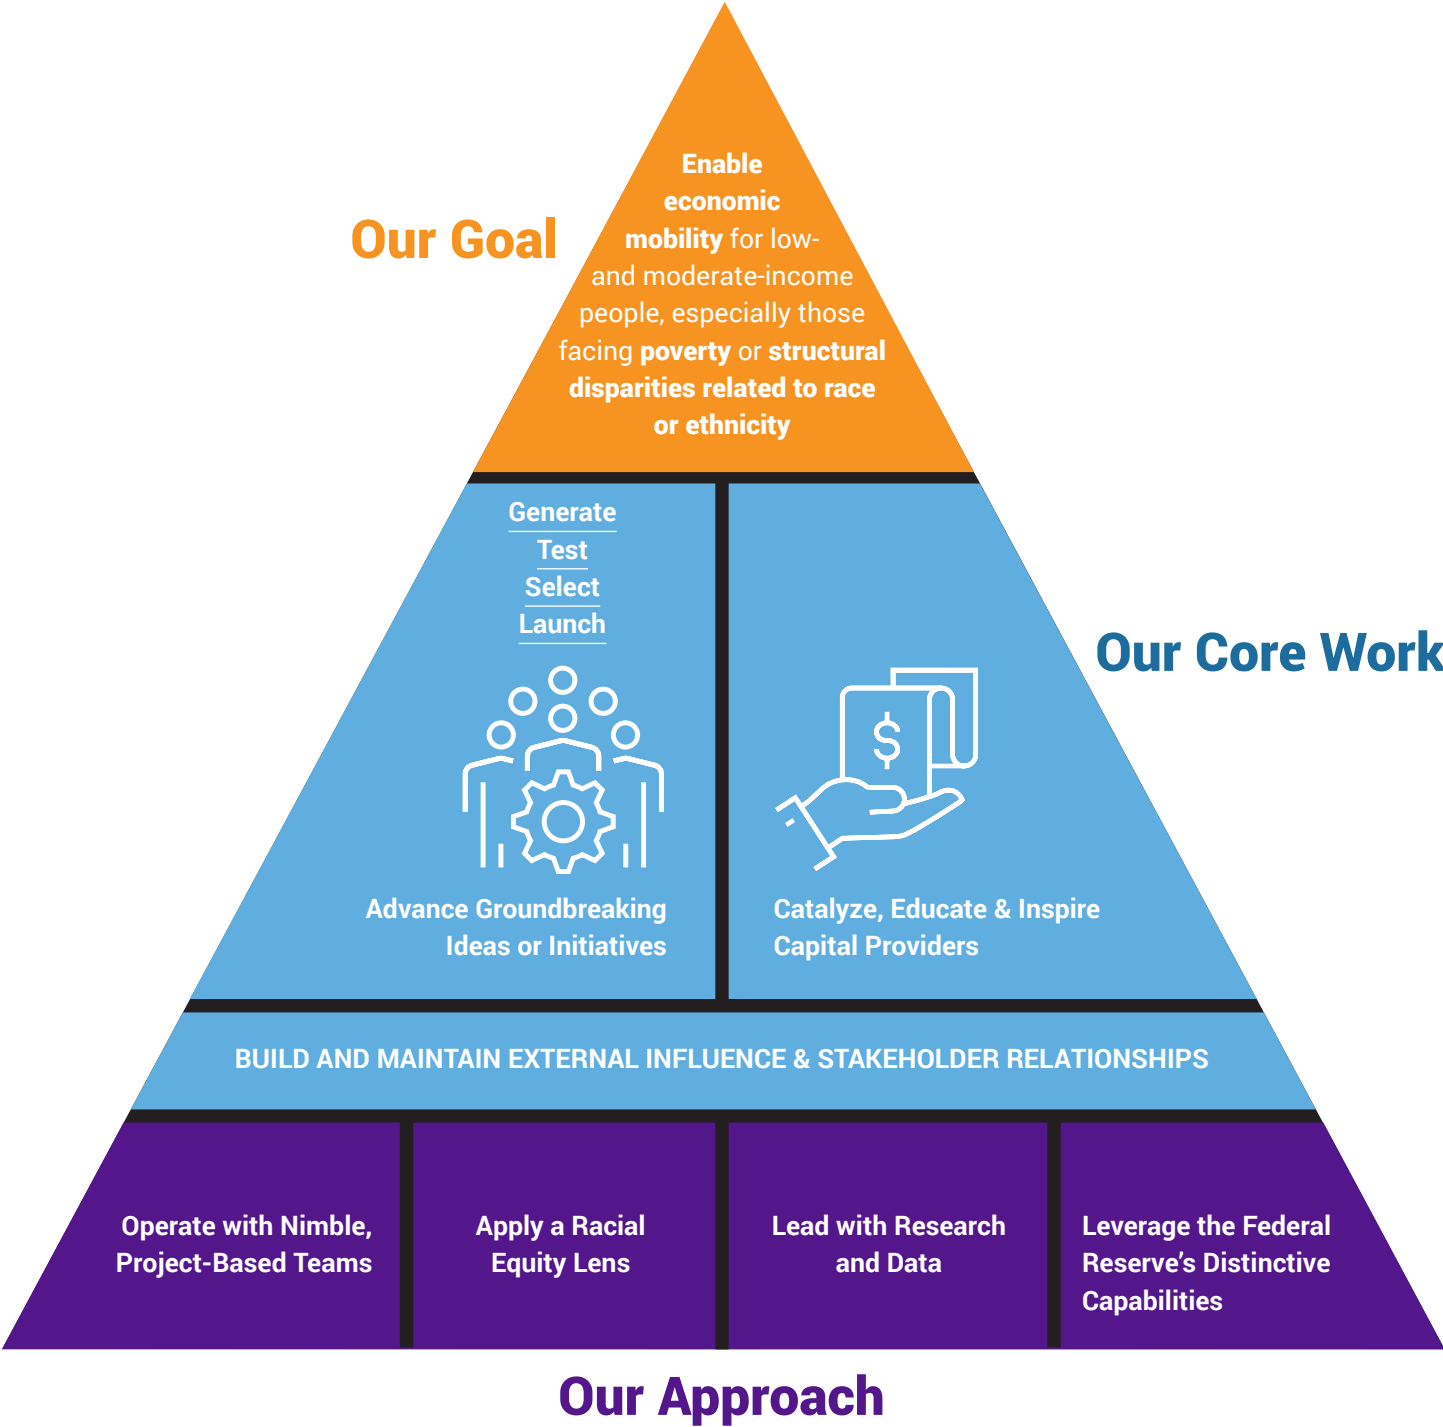 Our Goal
Enable
economic
mobility for low-
and moderate-income
people, especially those
facing poverty or structural
disparities related to race
or ethnicity
Generate
Test
Select
Launch
Our Core Work
$
Advance Groundbreaking
Ideas or Initiatives
Catalyze, Educate & Inspire
Capital Providers
BUILD AND MAINTAIN EXTERNAL INFLUENCE & STAKEHOLDER RELATIONSHIPS
Operate with Nimble,
Project-Based Teams
Apply a Racial
Equity Lens
Lead with Research
and Data
Leverage the Federal
Reserve’s Distinctive
Capabilities
Our Approach